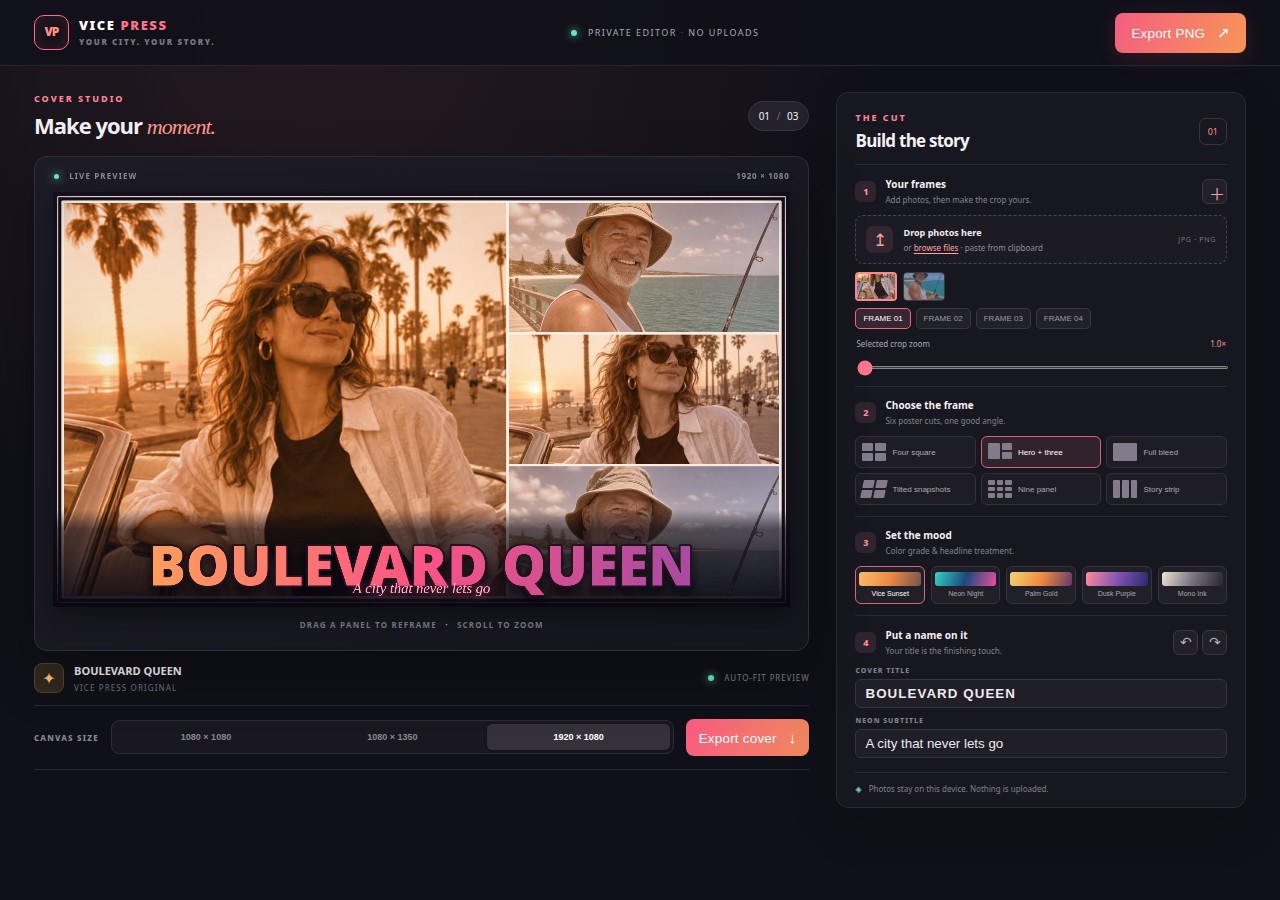 VP
VICE PRESS
YOUR CITY. YOUR STORY.
PRIVATE EDITOR · NO UPLOADS
Export PNG ↗
COVER STUDIO
Make your moment.
01 / 03
LIVE PREVIEW
1920 × 1080
BOULEVARD QUEEN
A city that never lets go
DRAG A PANEL TO REFRAME · SCROLL TO ZOOM
BOULEVARD QUEEN
VICE PRESS ORIGINAL
AUTO-FIT PREVIEW
CANVAS SIZE
1080 × 1080
1080 × 1350
1920 × 1080
Export cover ↓
THE CUT
Build the story
01
1
Your frames
Add photos, then make the crop yours.
Drop photos here
or browse files · paste from clipboard
JPG · PNG
FRAME 01
FRAME 02
FRAME 03
FRAME 04
Selected crop zoom
1.0×
2
Choose the frame
Six poster cuts, one good angle.
Four square
Hero + three
Full bleed
Tilted snapshots
Nine panel
Story strip
3
Set the mood
Color grade & headline treatment.
Vice Sunset
Neon Night
Palm Gold
Dusk Purple
Mono Ink
4
Put a name on it
Your title is the finishing touch.
COVER TITLE
BOULEVARD QUEEN
NEON SUBTITLE
A city that never lets go
Photos stay on this device. Nothing is uploaded.